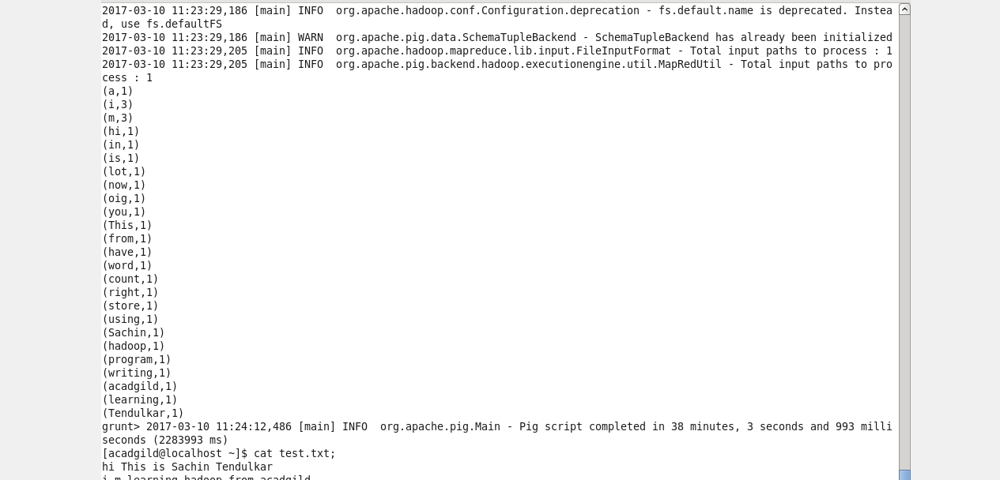 2017-03-10 11:23:29,186 [main] INFO  org.apache.hadoop.conf.Configuration.deprecation - fs.default.name is deprecated. Instea
d, use fs.defaultFS
2017-03-10 11:23:29,186 [main] WARN  org.apache.pig.data.SchemaTupleBackend - SchemaTupleBackend has already been initialized
2017-03-10 11:23:29,205 [main] INFO  org.apache.hadoop.mapreduce.lib.input.FileInputFormat - Total input paths to process : 1
2017-03-10 11:23:29,205 [main] INFO  org.apache.pig.backend.hadoop.executionengine.util.MapRedUtil - Total input paths to pro
cess : 1
(a,1)
(i,3)
(m,3)
(hi,1)
(in,1)
(is,1)
(lot,1)
(now,1)
(oig,1)
(you,1)
(This,1)
(from,1)
(have,1)
(word,1)
(count,1)
(right,1)
(store,1)
(using,1)
(Sachin,1)
(hadoop,1)
(program,1)
(writing,1)
(acadgild,1)
(learning,1)
(Tendulkar,1)
grunt> 2017-03-10 11:24:12,486 [main] INFO  org.apache.pig.Main - Pig script completed in 38 minutes, 3 seconds and 993 milli
seconds (2283993 ms)
[acadgild@localhost ~]$ cat test.txt;
hi This is Sachin Tendulkar
i m learning hadoop from acadgild